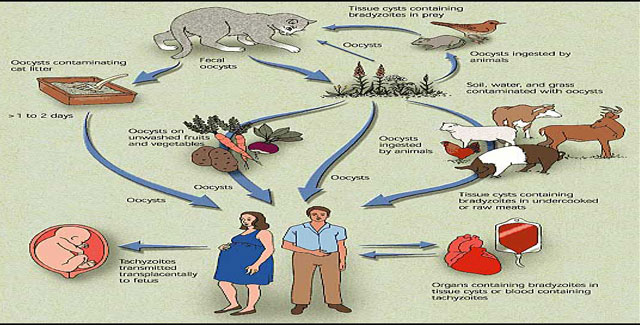 Tissue cysts containing
bradyzoites in prey
Oocysts
Oocysts ingested by
animals
Oocysts contaminating
cat litter
Fecal
oocysts
Soil, water, and grass
contaminated with oocysts
> 1 to 2 days
Oocysts on
unwashed fruits
and vegetables
Oocysts
ingested
by animals
Oocysts
Oocysts
Oocysts
Tissue cysts containing
bradyzoites in undercooked
or raw meats
Tachyzoites
transmitted
transplacentally
to fetus
Organs containing bradyzoites in
tissue cysts or blood containing
tachyzoites